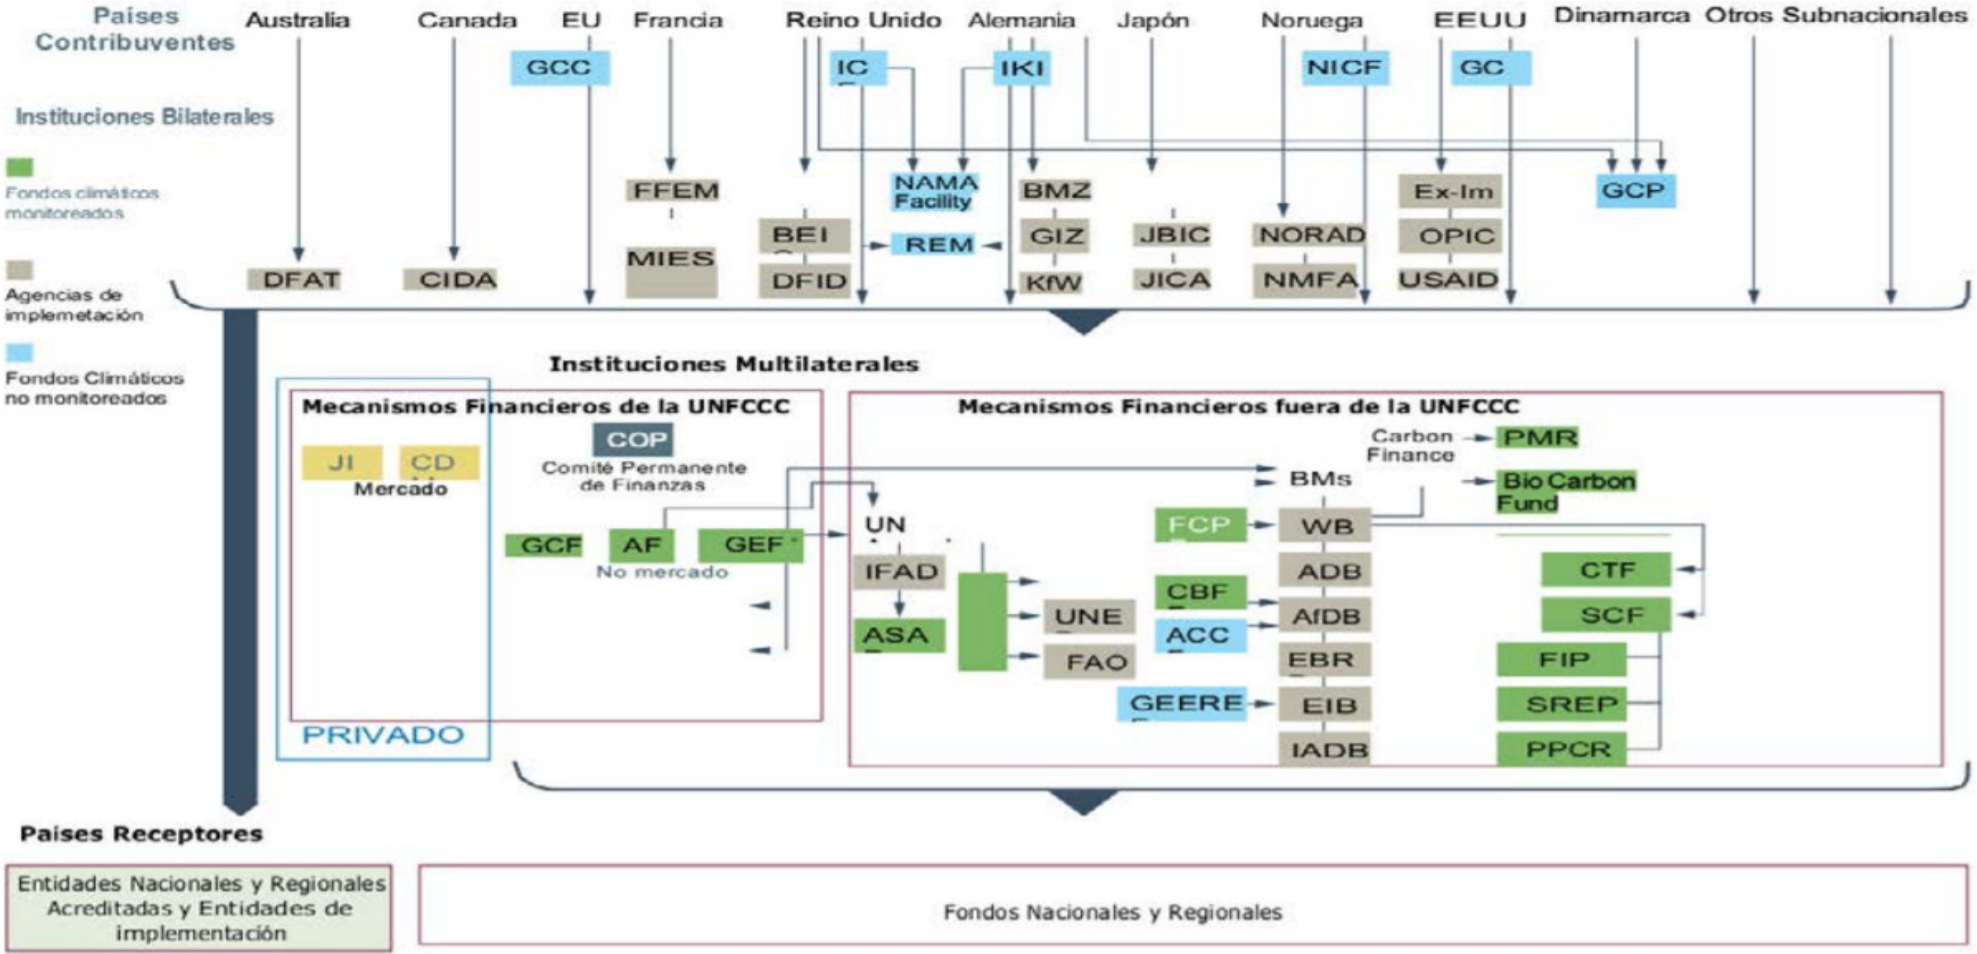 Paises
Contribuventes
Australia
Canada
EU
Francia
Reino Unido
Alemania
Japón
Noruega
EEUU
Dinamarca
Otros
Subnacionales
GCC
IC
IKI
NICF
GC
Instituciones Bilaterales
Fondos climáticos
monitoreados
FFEM
NAMA
Facility
BMZ
Ex-Im
GCP
BEI
REM
GIZ
JBIC
NORAD
OPIC
MIES
DFAT
CIDA
DFID
KfW
JICA
NMFA
USAID
Agencias de
implemetación
Fondos Climáticos
no monitoreados
Instituciones Multilaterales
Mecanismos Financieros de la UNFCCC
COP
Comité Permanente
de Finanzas
JI
CD
Mercado
GCF
AF
GEF
No mercado
PRIVADO
Mecanismos Financieros fuera de la UNFCCC
Carbon
Finance
PMR
Bio Carbon
Fund
BMs
UN
FCP
WB
IFAD
ADB
CTF
CBF
UNE
AfDB
SCF
ASA
ACC
FAO
EBR
FIP
GEERE
EIB
SREP
IADB
PPCR
Paises Receptores
Entidades Nacionales y Regionales
Acreditadas y Entidades de
implementación
Fondos Nacionales y Regionales